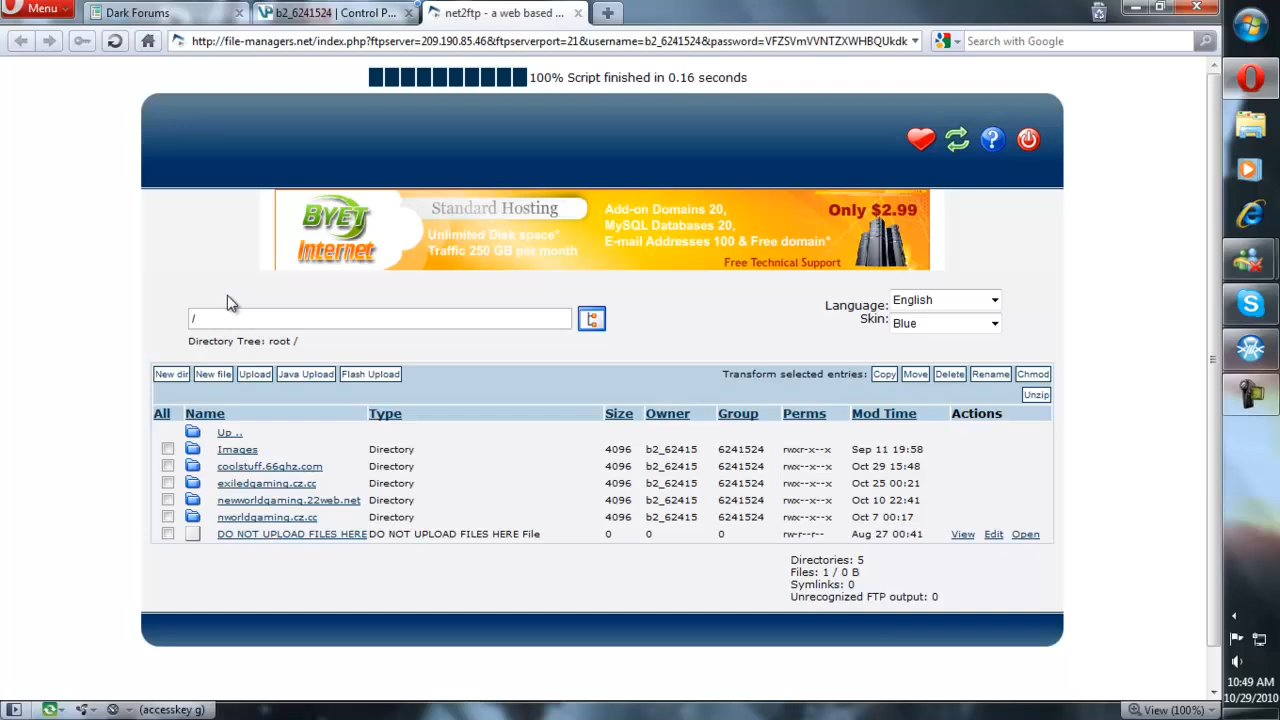 Menu
Dark Forums
b2_6241524 | Control P...
net2ftp - a web based ...
http://file-managers.net/index.php?ftpserver=209.190.85.46&ftpserverport=21&username=b2_6241524&password=VFZSVmVVNTZXWHBQUkdk
Search with Google
100% Script finished in 0.16 seconds
BYET Internet
Standard Hosting
Unlimited Disk space*
Traffic 250 GB per month
Add-on Domains 20,
MySQL Databases 20,
E-mail Addresses 100 & Free domain*
Only $2.99
Free Technical Support
/
Directory Tree: root /
Language: English
Skin: Blue
New dir New file Upload Java Upload Flash Upload
Transform selected entries: Copy Move Delete Rename Chmod
Unzip
All Name Type Size Owner Group Perms Mod Time Actions
Up ..
Images Directory 4096 b2_62415 6241524 rwxr-x--x Sep 11 19:58
coolstuff.66ghz.com Directory 4096 b2_62415 6241524 rwx--x--x Oct 29 15:48
exiledgaming.cz.cc Directory 4096 b2_62415 6241524 rwx--x--x Oct 25 00:21
newworldgaming.22web.net Directory 4096 b2_62415 6241524 rwx--x--x Oct 10 22:41
nworldgaming.cz.cc Directory 4096 b2_62415 6241524 rwx--x--x Oct 7 00:17
DO NOT UPLOAD FILES HERE DO NOT UPLOAD FILES HERE File 0 0 0 rw-r--r-- Aug 27 00:41 View Edit Open
Directories: 5
Files: 1 / 0 B
Symlinks: 0
Unrecognized FTP output: 0
(accesskey g)
View (100%)
10:49 AM
10/29/2010